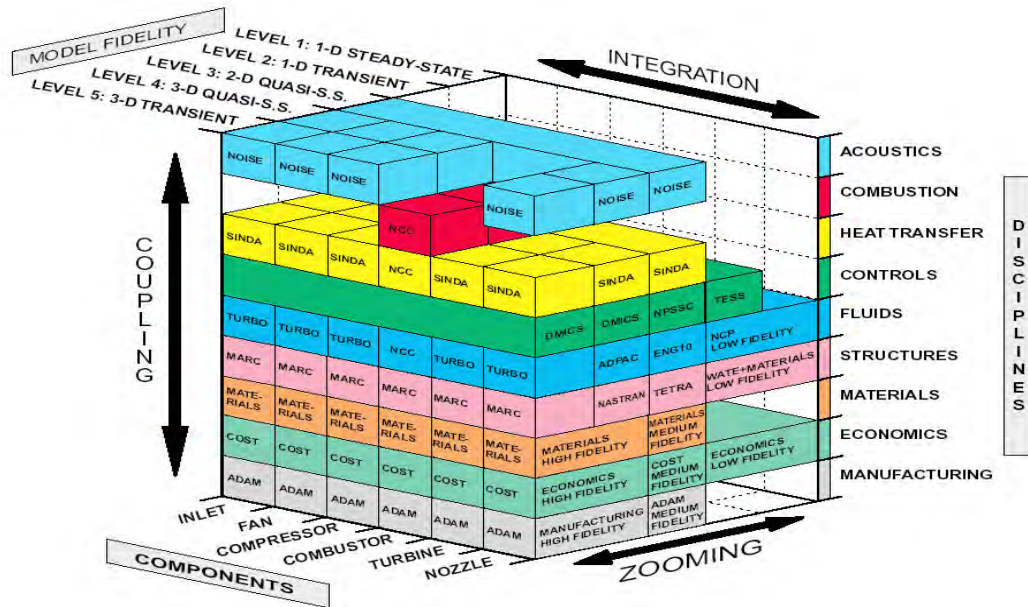 MODEL FIDELITY
LEVEL 1: 1-D STEADY-STATE
LEVEL 2: 1-D TRANSIENT
LEVEL 3: 2-D QUASI-S.S.
LEVEL 4: 3-D QUASI-S.S.
LEVEL 5: 3-D TRANSIENT
INTEGRATION
COUPLING
NOISE NOISE NOISE
NOISE NOISE NOISE
NCC
SINDA SINDA SINDA NCC SINDA SINDA
SINDA SINDA
DMICS DMICS NPSSC TESS
TURBO TURBO TURBO NCC TURBO TURBO
ADPAC ENG10
NCP
LOW FIDELITY
MARC MARC MARC MARC MARC MARC
NASTRAN TETRA
WATE+MATERIALS
LOW FIDELITY
MATE-
RIALS
MATE-
RIALS
MATE-
RIALS
MATE-
RIALS
MATE-
RIALS
MATE-
RIALS
MATERIALS
HIGH FIDELITY
MATERIALS
MEDIUM
FIDELITY
COST COST COST COST COST COST
ECONOMICS
HIGH FIDELITY
COST
MEDIUM
FIDELITY
ECONOMICS
LOW FIDELITY
ADAM ADAM ADAM ADAM ADAM ADAM
MANUFACTURING
HIGH FIDELITY
ADAM
MEDIUM
FIDELITY
ACOUSTICS
COMBUSTION
HEAT TRANSFER
CONTROLS
FLUIDS
STRUCTURES
MATERIALS
ECONOMICS
MANUFACTURING
DISCIPLINES
INLET
FAN
COMPRESSOR
COMBUSTOR
TURBINE
NOZZLE
COMPONENTS
ZOOMING